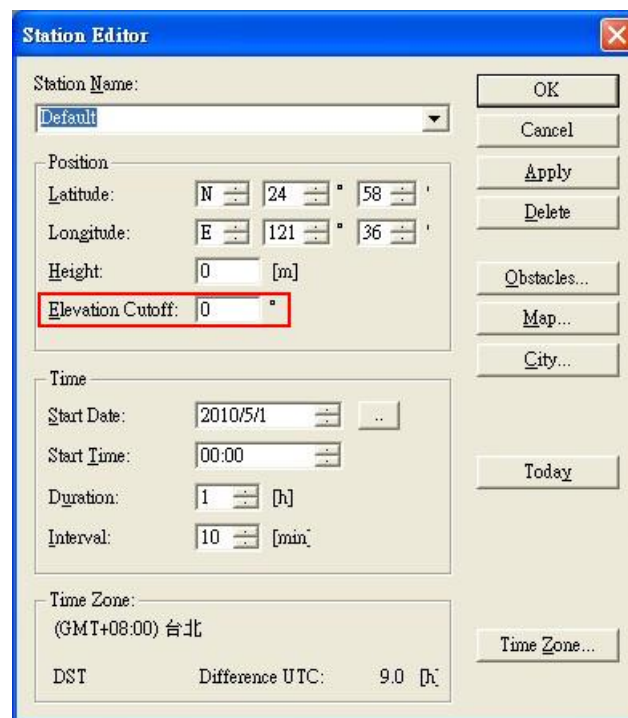 Station Editor
Station Name:
Default
Position
Latitude: N 24 ° 58 '
Longitude: E 121 ° 36 '
Height: 0 [m]
Elevation Cutoff: 0 °
Time
Start Date: 2010/5/1 ..
Start Time: 00:00
Duration: 1 [h]
Interval: 10 [min]
Time Zone:
(GMT+08:00) 台北
DST Difference UTC: 9.0 [h]
OK
Cancel
Apply
Delete
Obstacles...
Map...
City...
Today
Time Zone...